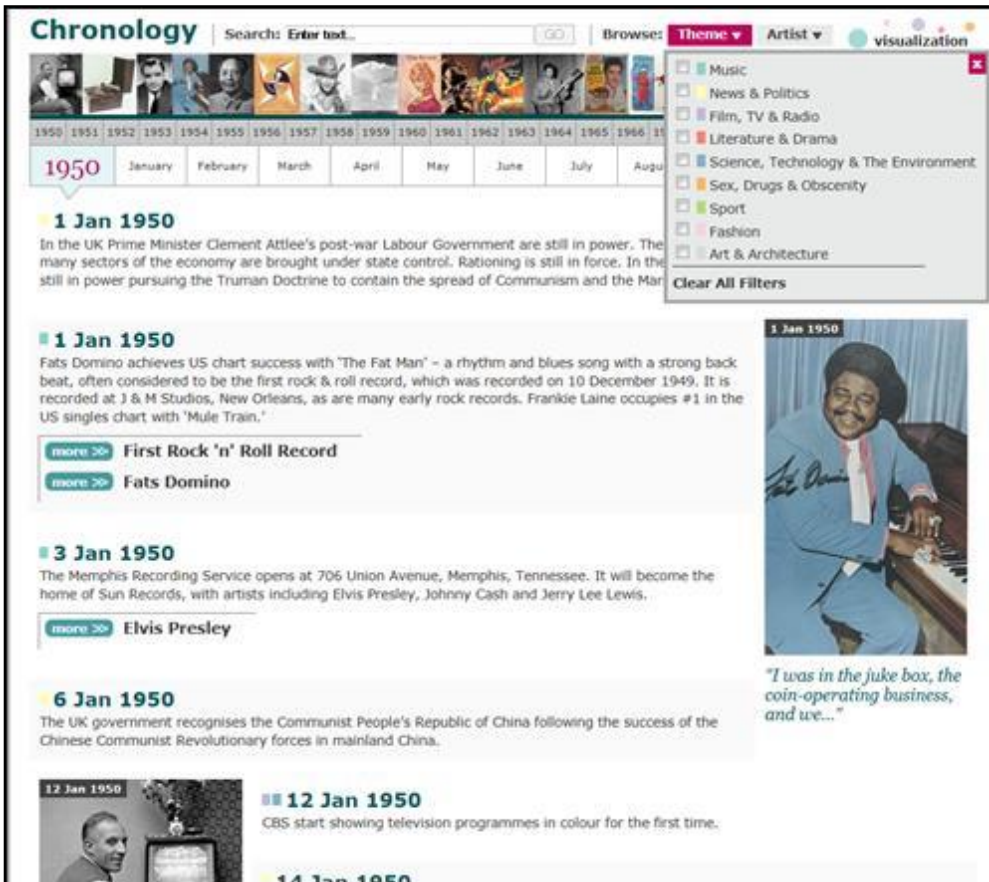 Chronology
Search: Enter text...
GO
Browse: Theme ▾ Artist ▾
visualization
x
Music
News & Politics
Film, TV & Radio
Literature & Drama
Science, Technology & The Environment
Sex, Drugs & Obscenity
Sport
Fashion
Art & Architecture
Clear All Filters
1950 1951 1952 1953 1954 1955 1956 1957 1958 1959 1960 1961 1962 1963 1964 1965 1966
1950 January February March April May June July Augu
1 Jan 1950
In the UK Prime Minister Clement Attlee's post-war Labour Government are still in power. The
many sectors of the economy are brought under state control. Rationing is still in force. In the
still in power pursuing the Truman Doctrine to contain the spread of Communism and the Mar
1 Jan 1950
Fats Domino achieves US chart success with 'The Fat Man' – a rhythm and blues song with a strong back
beat, often considered to be the first rock & roll record, which was recorded on 10 December 1949. It is
recorded at J & M Studios, New Orleans, as are many early rock records. Frankie Laine occupies #1 in the
US singles chart with 'Mule Train.'
more >> First Rock 'n' Roll Record
more >> Fats Domino
1 Jan 1950
Fats Domino
"I was in the juke box, the
coin-operating business,
and we..."
3 Jan 1950
The Memphis Recording Service opens at 706 Union Avenue, Memphis, Tennessee. It will become the
home of Sun Records, with artists including Elvis Presley, Johnny Cash and Jerry Lee Lewis.
more >> Elvis Presley
6 Jan 1950
The UK government recognises the Communist People's Republic of China following the success of the
Chinese Communist Revolutionary forces in mainland China.
12 Jan 1950
12 Jan 1950
CBS start showing television programmes in colour for the first time.
14 Jan 1950